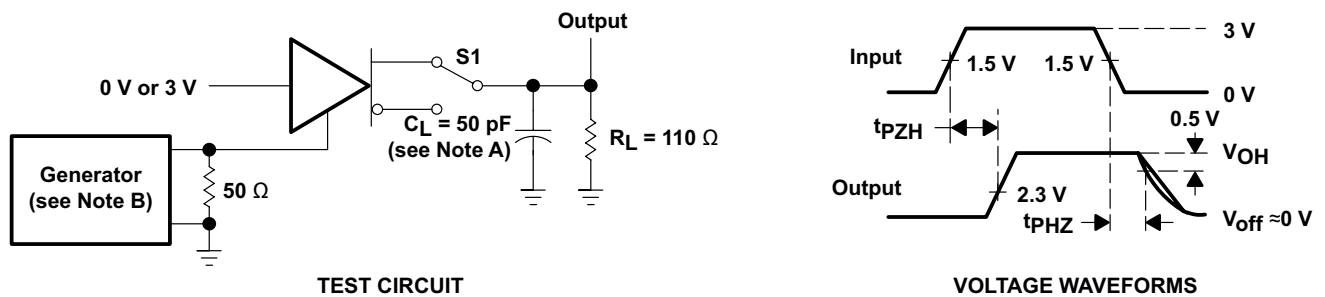 Output
S1
0 V or 3 V
CL = 50 pF
(see Note A)
RL = 110 Ω
Generator
(see Note B)
50 Ω
TEST CIRCUIT
3 V
Input
1.5 V
1.5 V
0 V
0.5 V
tPZH
VOH
Output
2.3 V
tPHZ
Voff ≈0 V
VOLTAGE WAVEFORMS